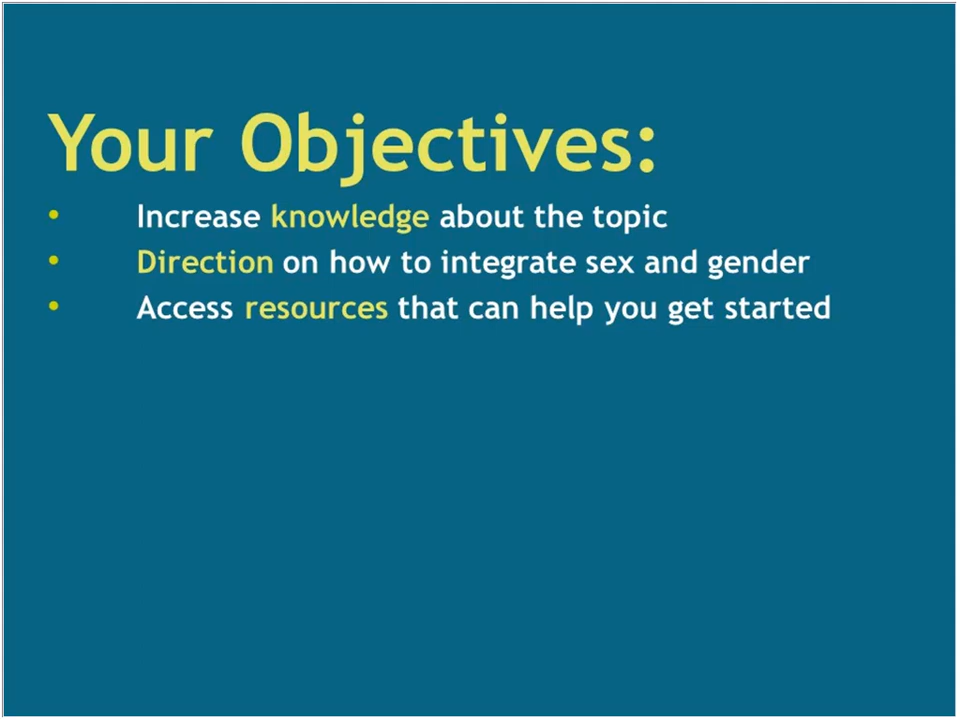 Your Objectives:
• Increase knowledge about the topic
• Direction on how to integrate sex and gender
• Access resources that can help you get started